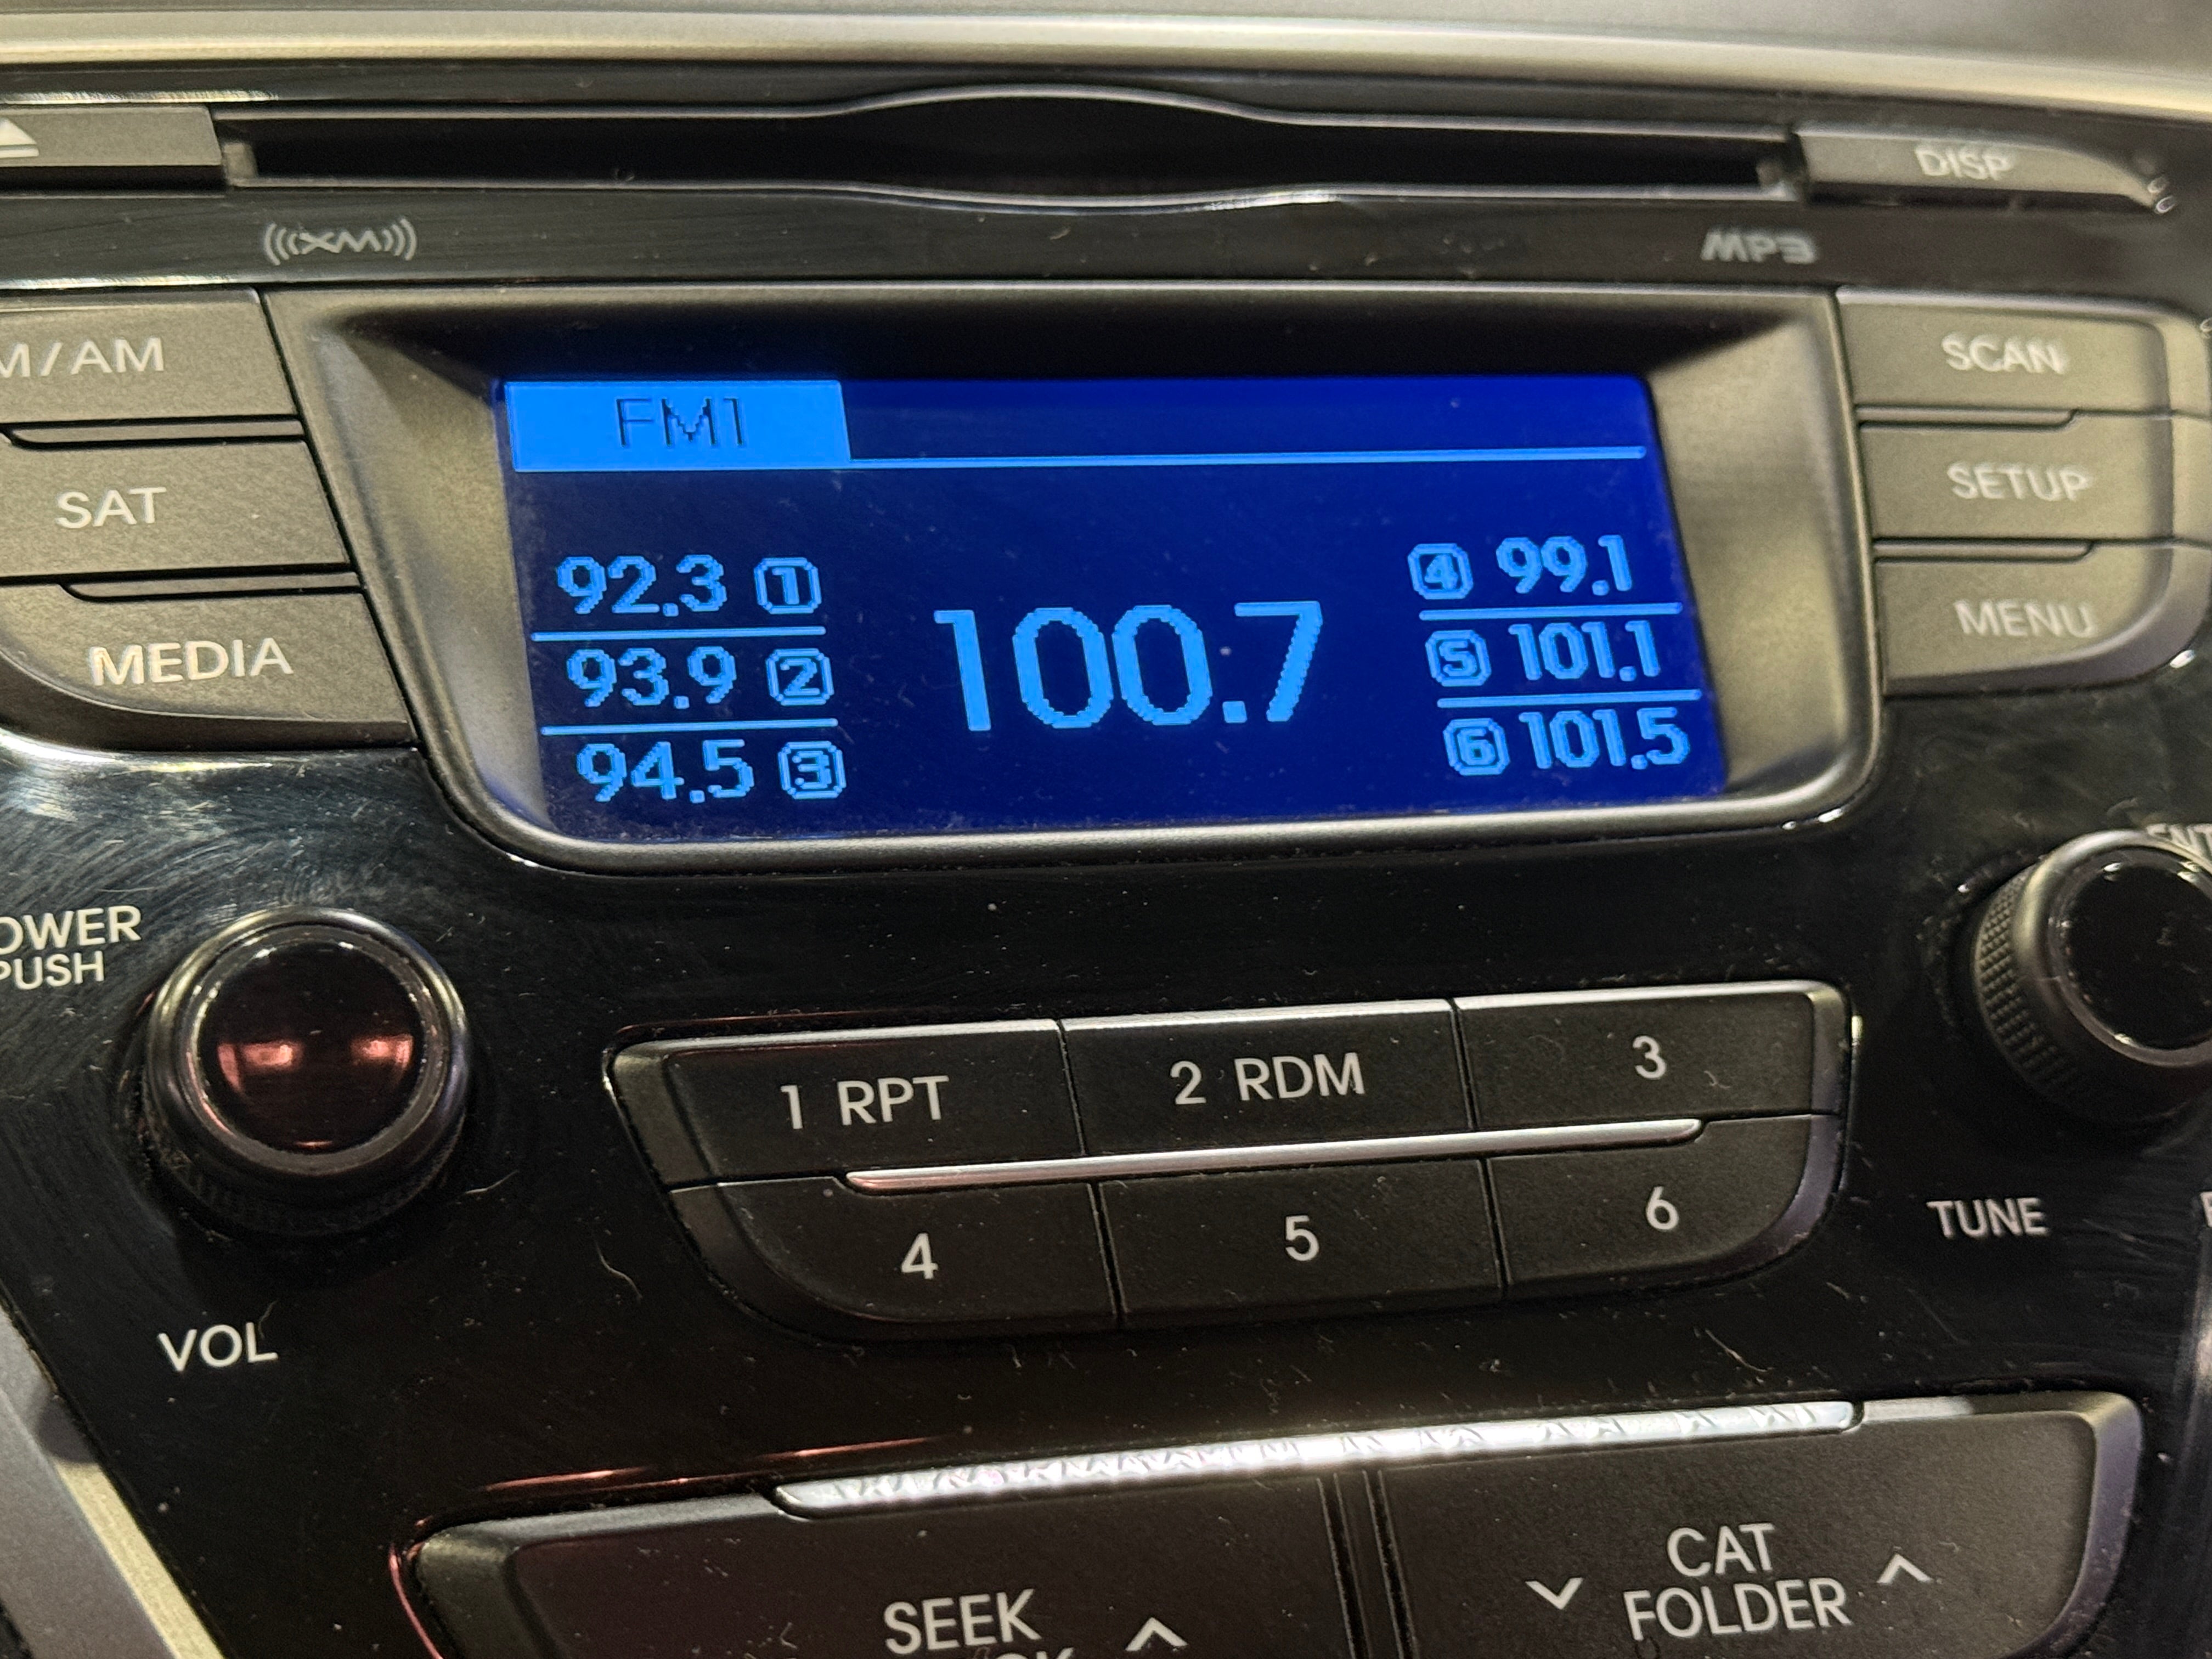 DISP
(((XM)))
MP3
M/AM
SCAN
FM1
SAT
SETUP
92.3 1
4 99.1
MEDIA
93.9 2
100.7
5 101.1
MENU
94.5 3
6 101.5
OWER
PUSH
1 RPT
2 RDM
3
4
5
6
TUNE
VOL
SEEK
CAT
FOLDER